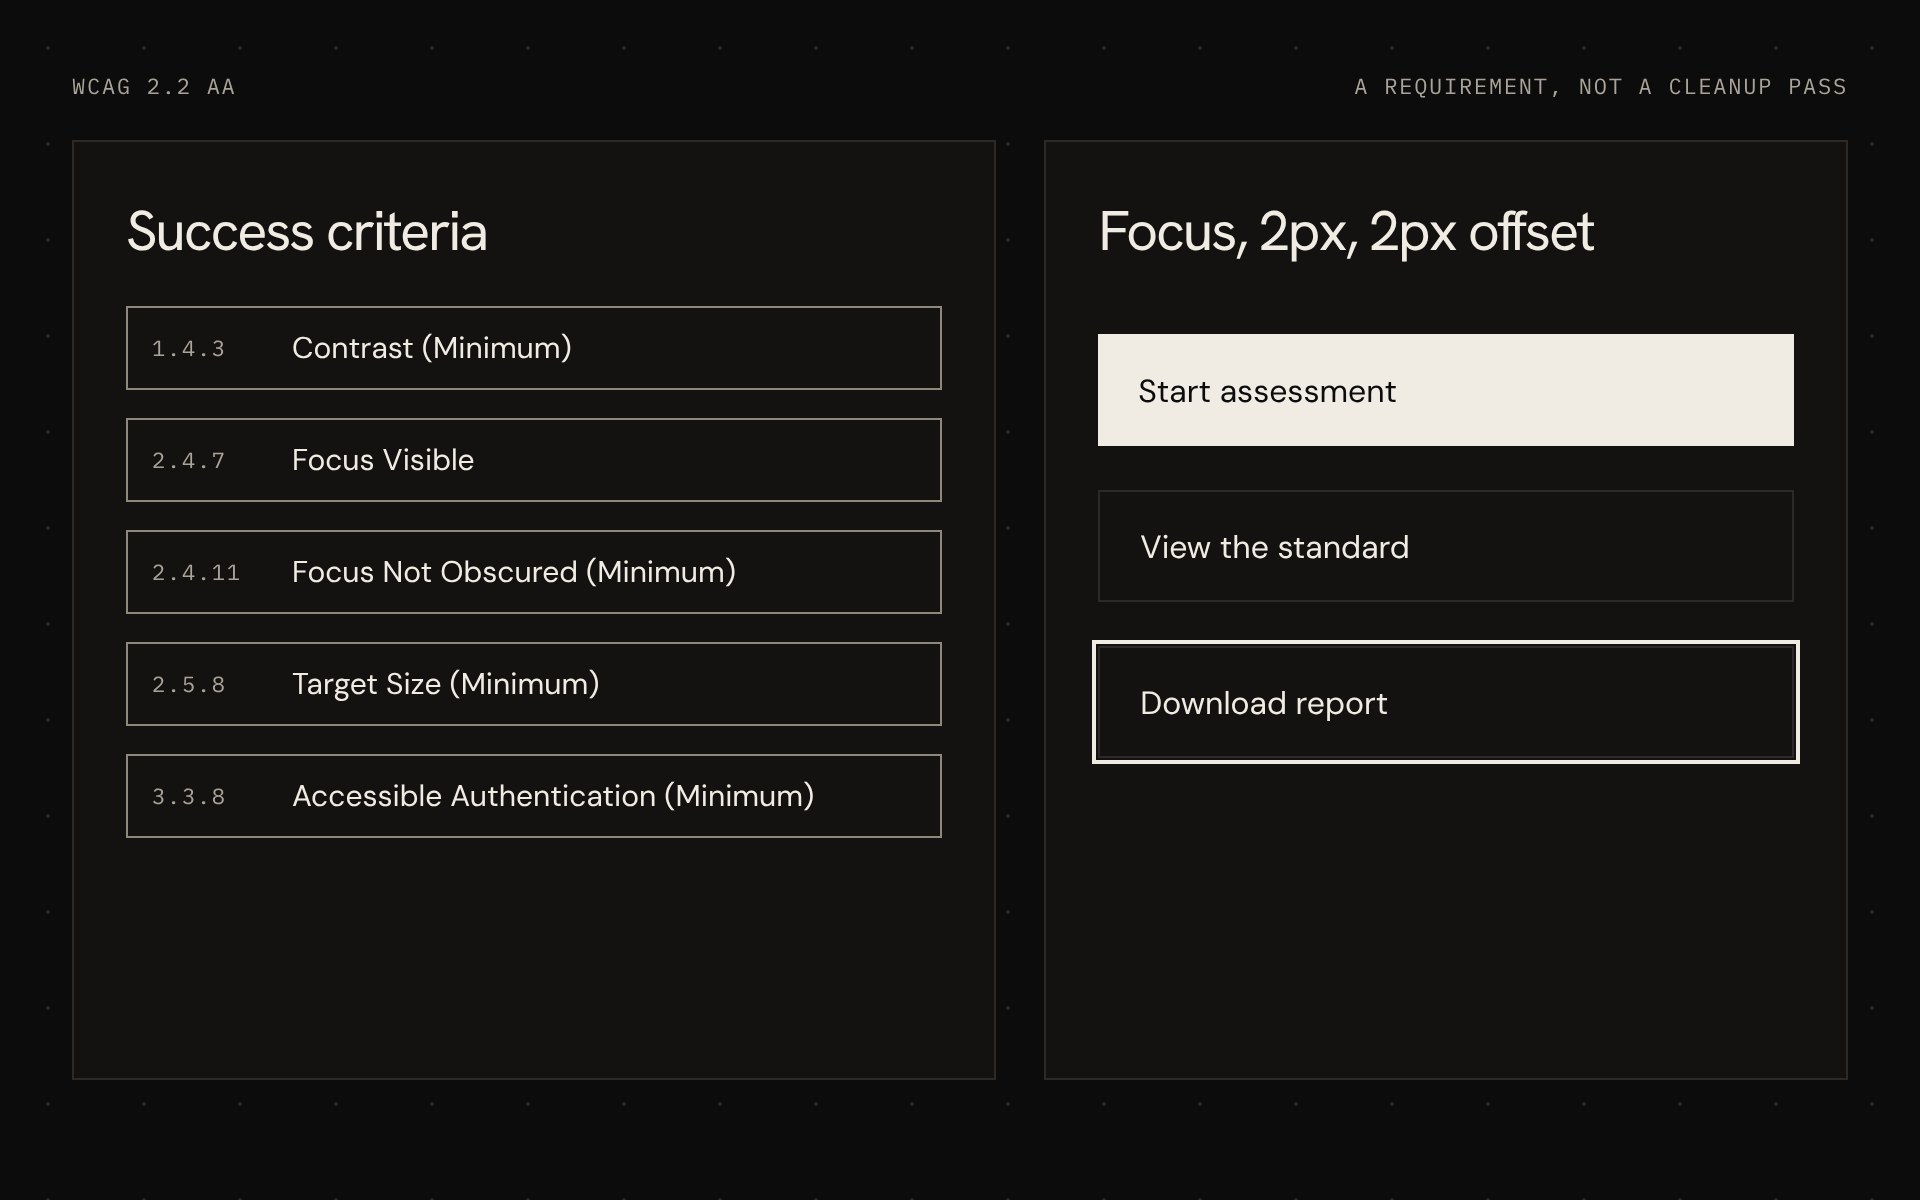 WCAG 2.2 AA
A REQUIREMENT, NOT A CLEANUP PASS
Success criteria
1.4.3 Contrast (Minimum)
2.4.7 Focus Visible
2.4.11 Focus Not Obscured (Minimum)
2.5.8 Target Size (Minimum)
3.3.8 Accessible Authentication (Minimum)
Focus, 2px, 2px offset
Start assessment
View the standard
Download report